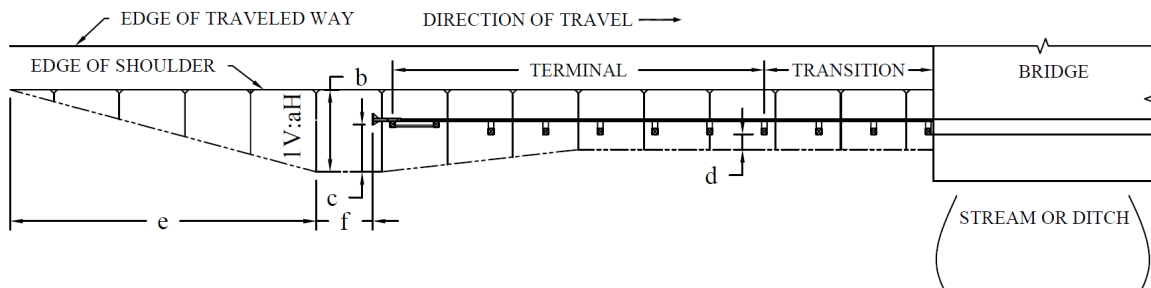 EDGE OF TRAVELED WAY
DIRECTION OF TRAVEL
EDGE OF SHOULDER
b
TERMINAL
TRANSITION
BRIDGE
1V:aH
c
d
e
f
STREAM OR DITCH